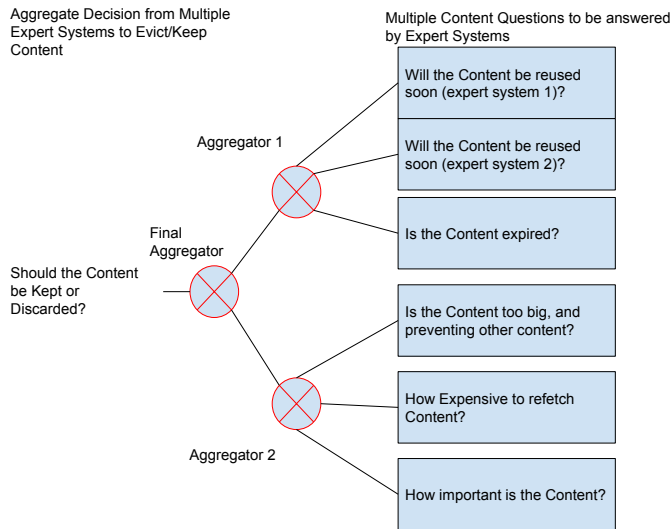 Aggregate Decision from Multiple
Expert Systems to Evict/Keep
Content
Multiple Content Questions to be answered
by Expert Systems
Will the Content be reused
soon (expert system 1)?
Aggregator 1
Will the Content be reused
soon (expert system 2)?
Is the Content expired?
Final
Aggregator
Should the Content
be Kept or
Discarded?
Is the Content too big, and
preventing other content?
How Expensive to refetch
Content?
Aggregator 2
How important is the Content?